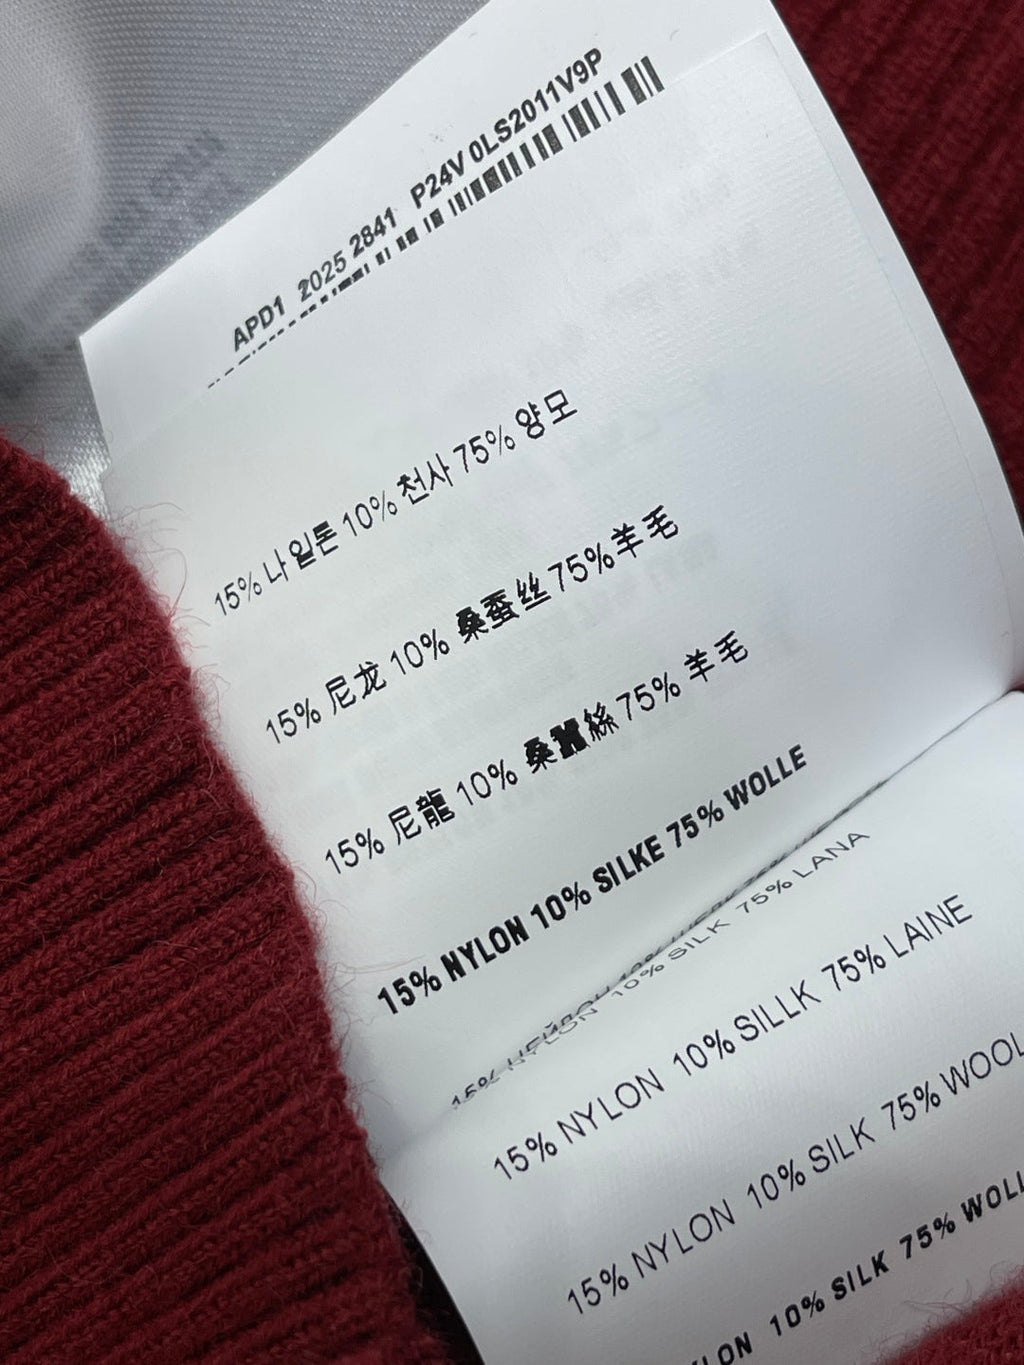 APD1 2025 2841 P24V 0LS2011V9P
15% 나일톤 10% 천사 75% 양모
15% 尼龙 10% 桑蚕丝 75% 羊毛
15% 尼龍 10% 桑蠶絲 75% 羊毛
15% NYLON 10% SILKE 75% WOLLE
15% NYLON 10% SILK 75% LANA
15% NYLON 10% SILLK 75% LAINE
15% NYLON 10% SILK 75% WOOL
10% SILK 75%